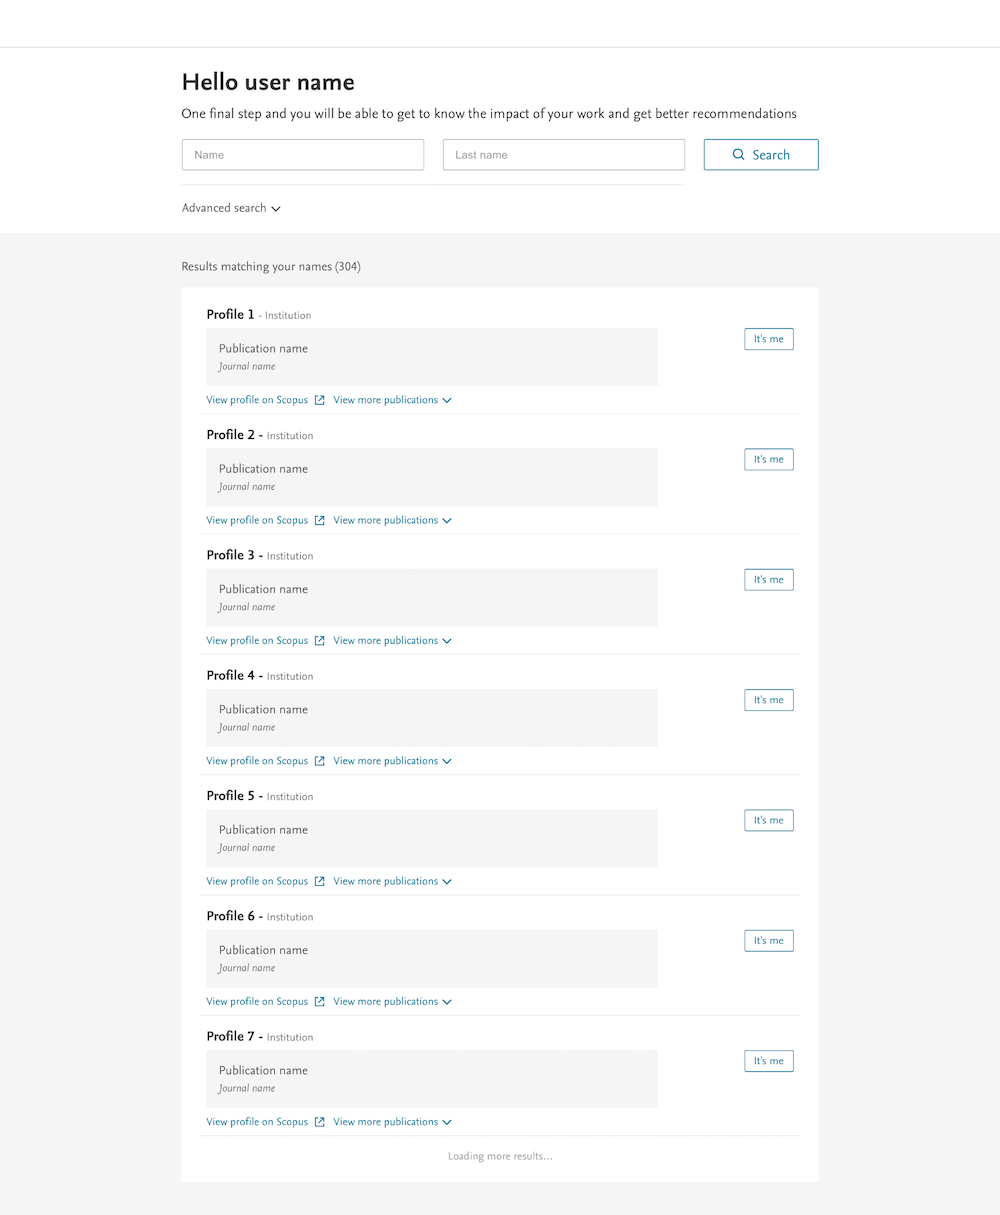 Hello user name
One final step and you will be able to get to know the impact of your work and get better recommendations
Name
Last name
Search
Advanced search
Results matching your names (304)
Profile 1 - Institution
It's me
Publication name
Journal name
View profile on Scopus View more publications
Profile 2 - Institution
It's me
Publication name
Journal name
View profile on Scopus View more publications
Profile 3 - Institution
It's me
Publication name
Journal name
View profile on Scopus View more publications
Profile 4 - Institution
It's me
Publication name
Journal name
View profile on Scopus View more publications
Profile 5 - Institution
It's me
Publication name
Journal name
View profile on Scopus View more publications
Profile 6 - Institution
It's me
Publication name
Journal name
View profile on Scopus View more publications
Profile 7 - Institution
It's me
Publication name
Journal name
View profile on Scopus View more publications
Loading more results...